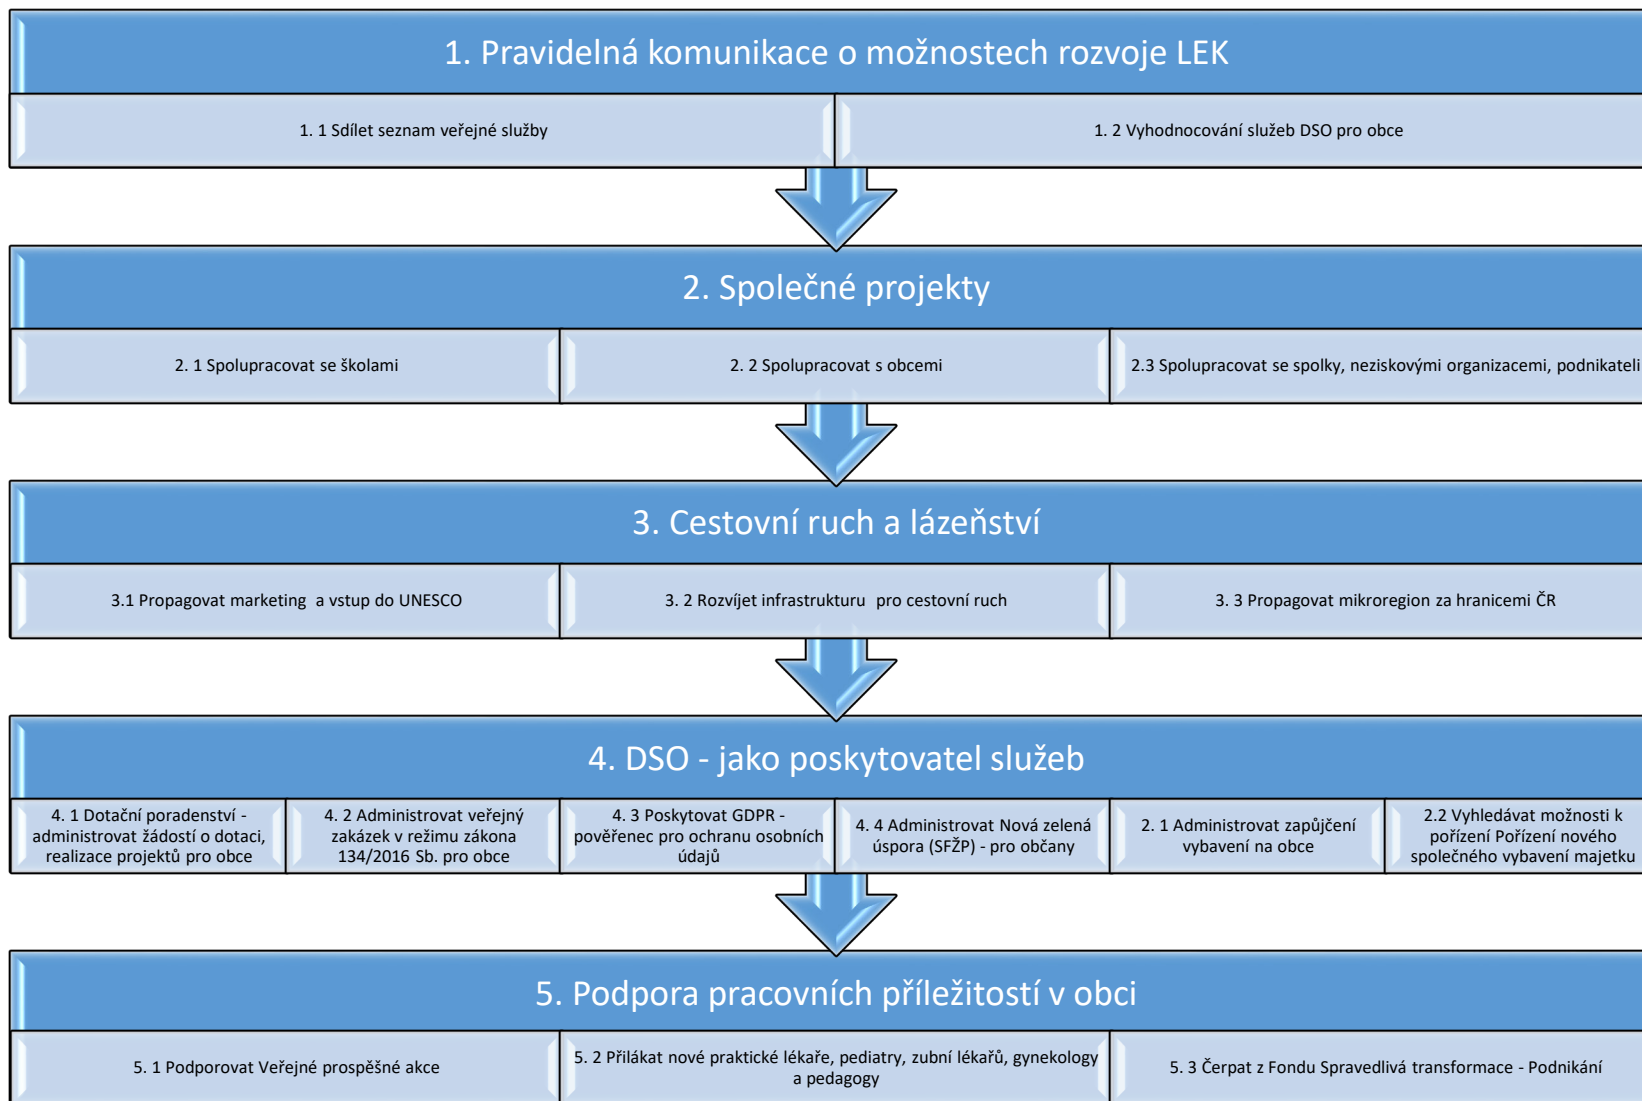 1. Pravidelná komunikace o možnostech rozvoje LEK
1. 1 Sdílet seznam veřejné služby
1. 2 Vyhodnocování služeb DSO pro obce
2. Společné projekty
2. 1 Spolupracovat se školami
2. 2 Spolupracovat s obcemi
2.3 Spolupracovat se spolky, neziskovými organizacemi, podnikateli
3. Cestovní ruch a lázeňství
3.1 Propagovat marketing a vstup do UNESCO
3. 2 Rozvíjet infrastrukturu pro cestovní ruch
3. 3 Propagovat mikroregion za hranicemi ČR
4. DSO - jako poskytovatel služeb
4. 1 Dotační poradenství -
administrovat žádostí o dotaci,
realizace projektů pro obce
4. 2 Administrovat veřejný
zakázek v režimu zákona
134/2016 Sb. pro obce
4. 3 Poskytovat GDPR -
pověřenec pro ochranu osobních
údajů
4. 4 Administrovat Nová zelená
úspora (SFŽP) - pro občany
2. 1 Administrovat zapůjčení
vybavení na obce
2.2 Vyhledávat možnosti k
pořízení Pořízení nového
společného vybavení majetku
5. Podpora pracovních příležitostí v obci
5. 1 Podporovat Veřejné prospěšné akce
5. 2 Přilákat nové praktické lékaře, pediatry, zubní lékařů, gynekology
a pedagogy
5. 3 Čerpat z Fondu Spravedlivá transformace - Podnikání